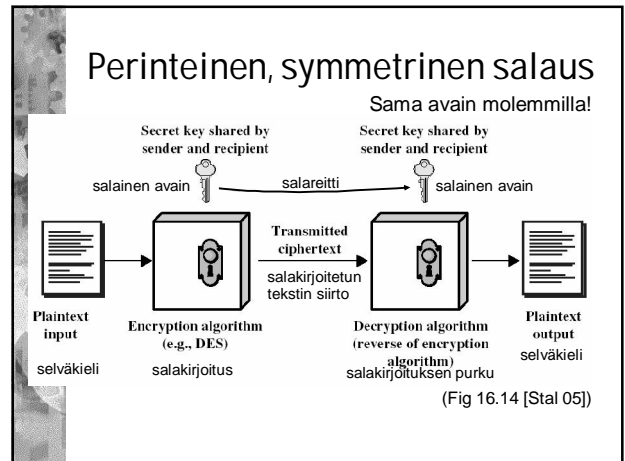 Perinteinen, symmetrinen salaus
Sama avain molemmilla!
Secret key shared by
sender and recipient
Secret key shared by
sender and recipient
salainen avain
salareitti
salainen avain
Transmitted
ciphertext
salakirjoitetun
tekstin siirto
Plaintext
input
selväkieli
Encryption algorithm
(e.g., DES)
salakirjoitus
Decryption algorithm
(reverse of encryption
algorithm)
salakirjoituksen purku
Plaintext
output
selväkieli
(Fig 16.14 [Stal 05])